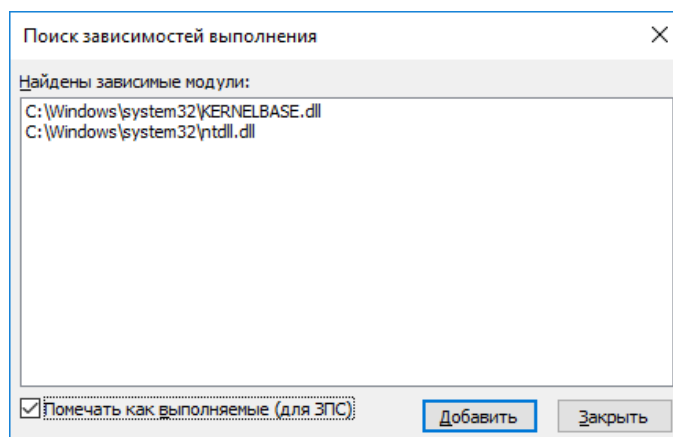 Поиск зависимостей выполнения
Найдены зависимые модули:
C:\Windows\system32\KERNELBASE.dll
C:\Windows\system32\ntdll.dll
Помечать как выполняемые (для ЗПС)
Добавить
Закрыть